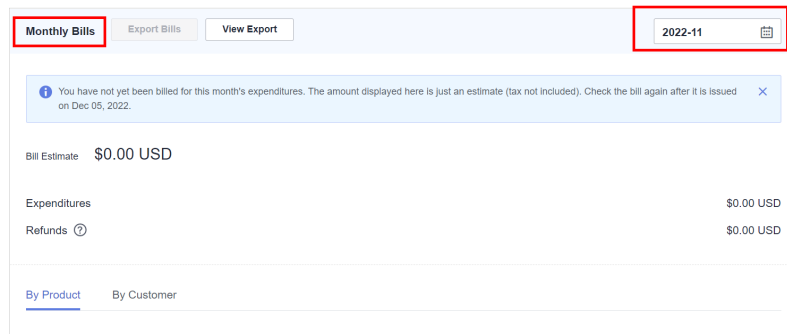 Monthly Bills Export Bills View Export 2022-11
You have not yet been billed for this month's expenditures. The amount displayed here is just an estimate (tax not included). Check the bill again after it is issued
on Dec 05, 2022.
Bill Estimate $0.00 USD
Expenditures $0.00 USD
Refunds $0.00 USD
By Product By Customer